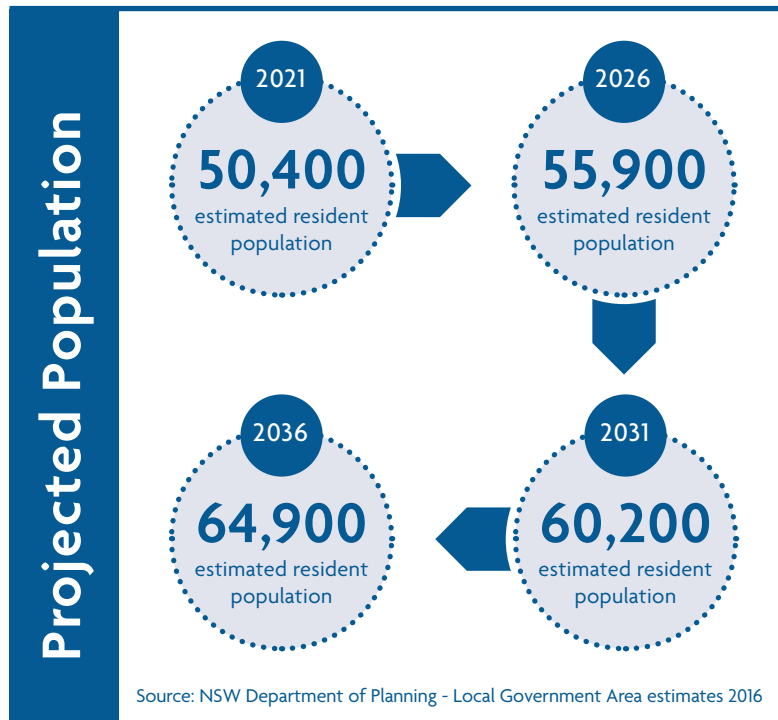 Projected Population
2021
50,400
estimated resident
population
2026
55,900
estimated resident
population
2031
60,200
estimated resident
population
2036
64,900
estimated resident
population
Source: NSW Department of Planning - Local Government Area estimates 2016